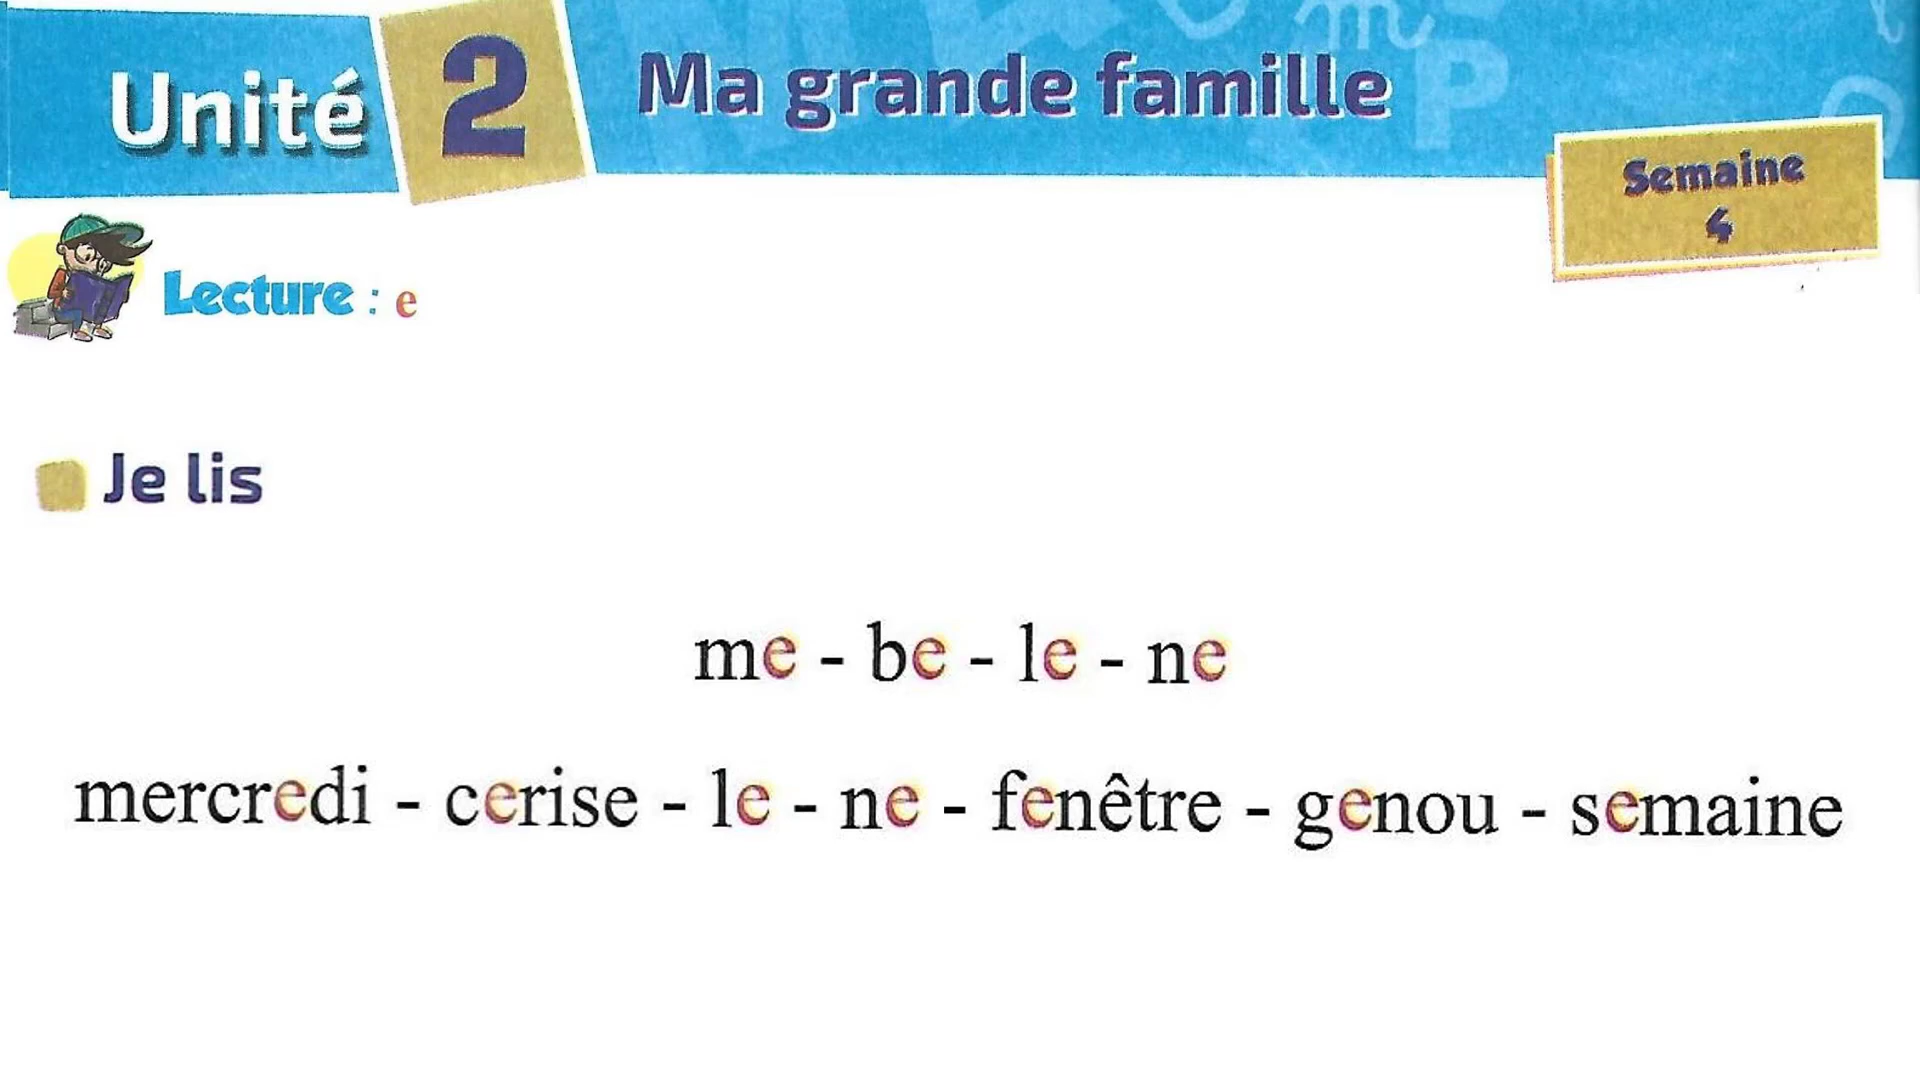 Unité 2 Ma grande famille
Semaine
4
Lecture : e
Je lis
me - be - le - ne
mercredi - cerise - le - ne - fenêtre - genou - semaine